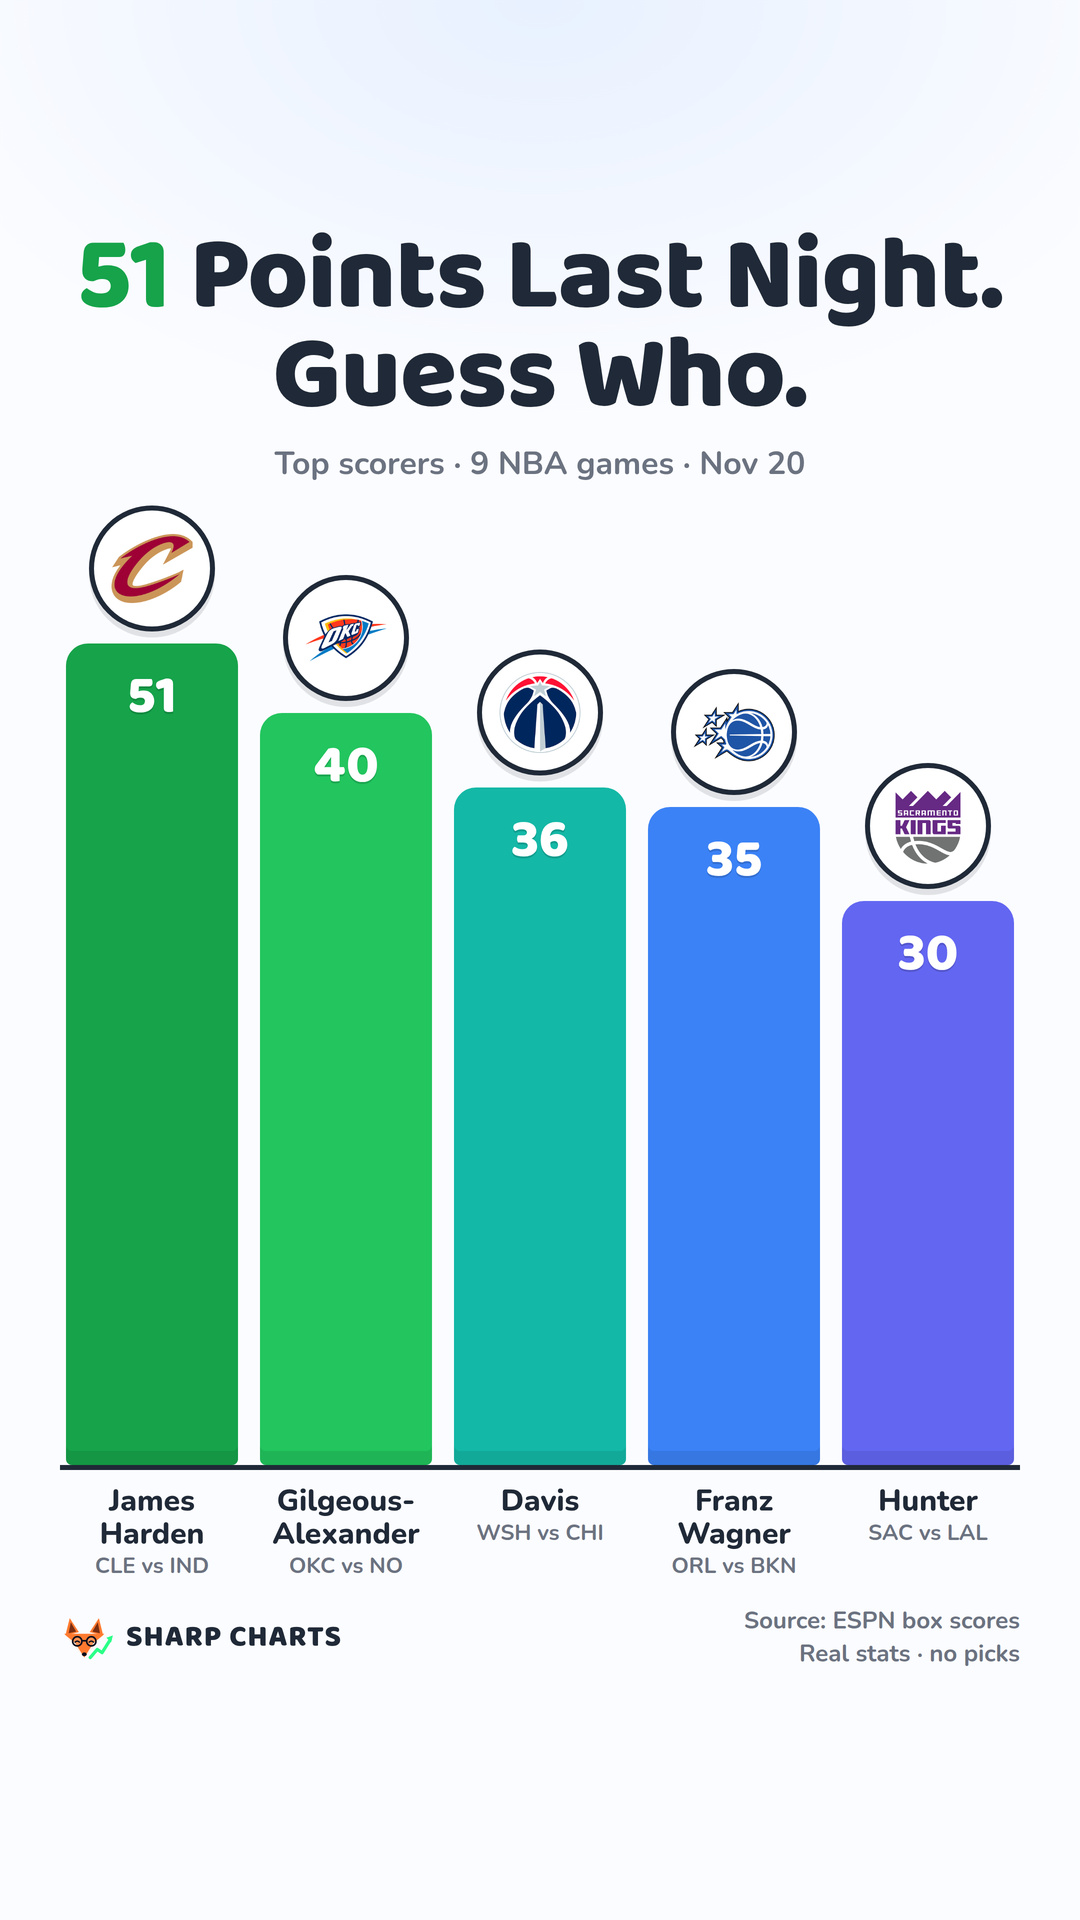 51 Points Last Night.
Guess Who.
Top scorers · 9 NBA games · Nov 20
C
OKC
SACRAMENTO
KINGS
51
40
36
35
30
James
Harden
CLE vs IND
Gilgeous-
Alexander
OKC vs NO
Davis
WSH vs CHI
Franz
Wagner
ORL vs BKN
Hunter
SAC vs LAL
SHARP CHARTS
Source: ESPN box scores
Real stats · no picks